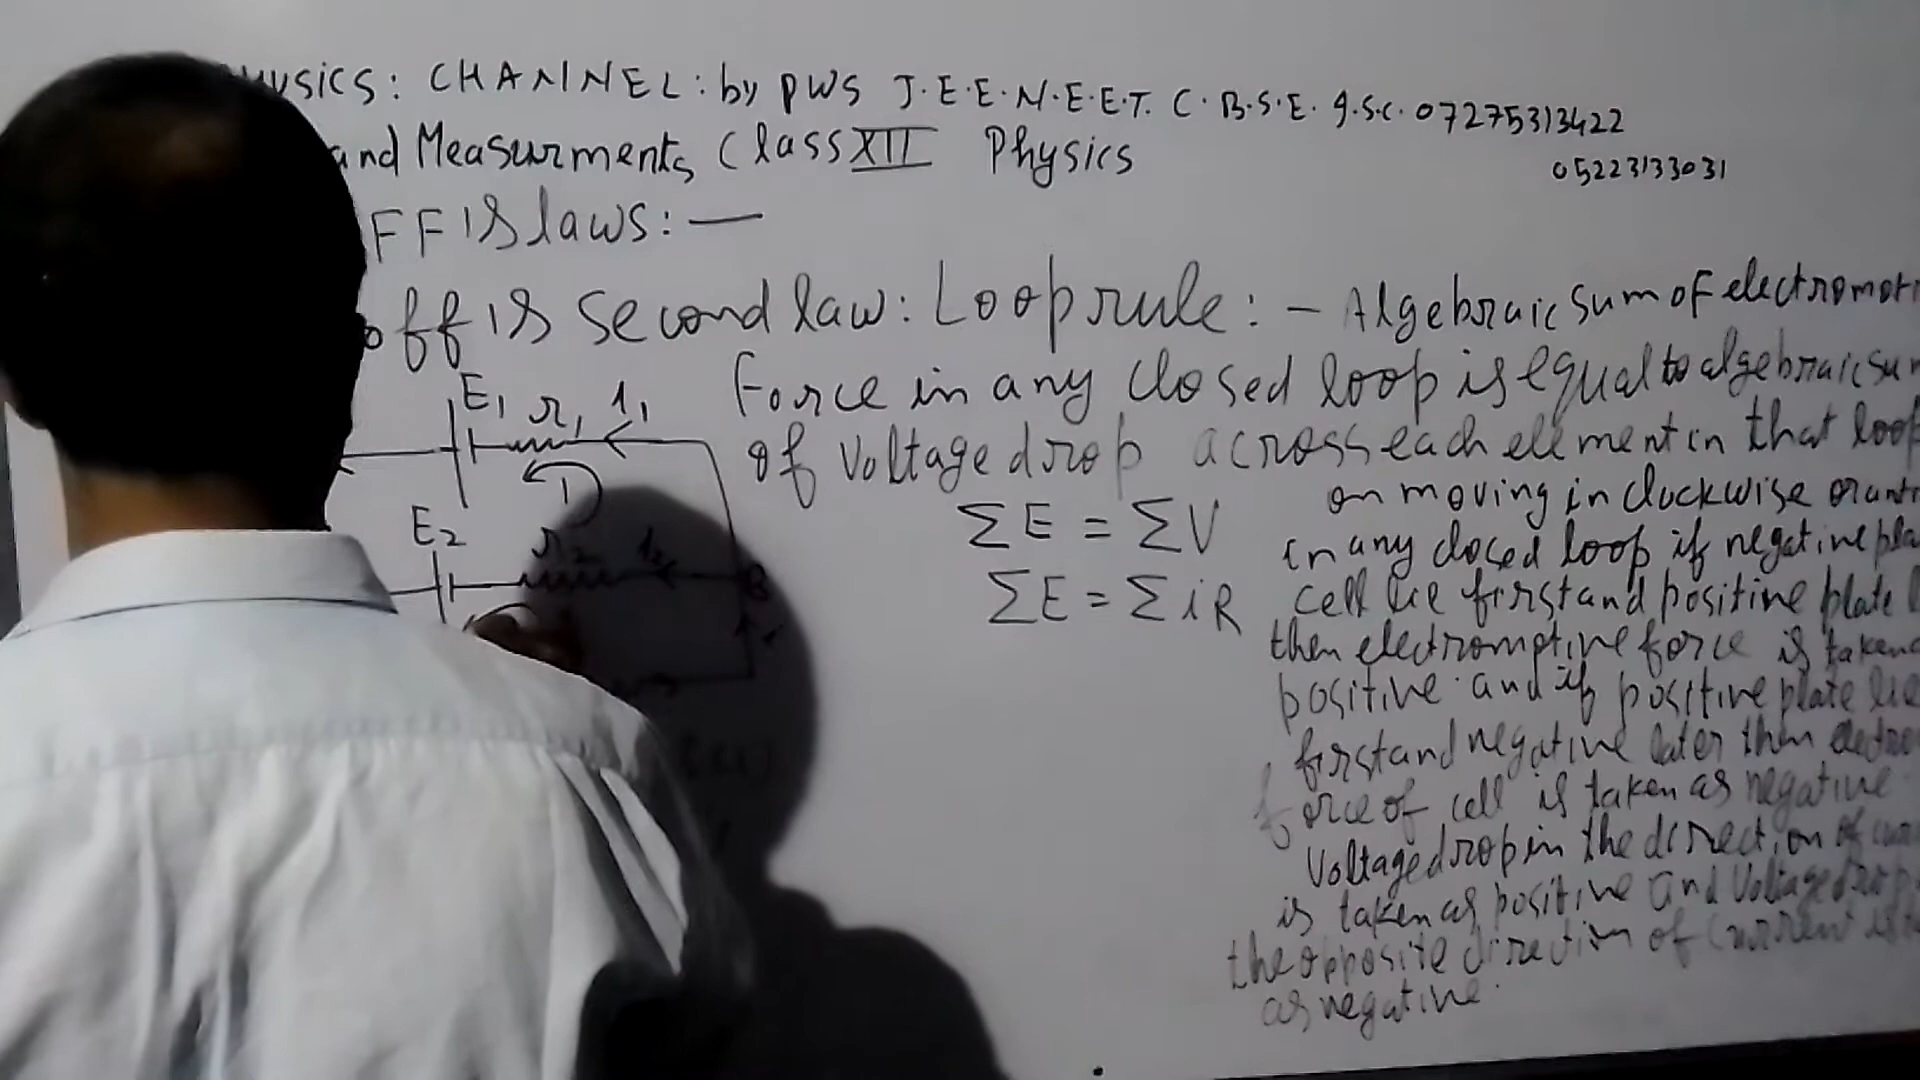 CHANNEL: by PWS J.E.E.N.E.E.T. C.B.S.E. I.S.C. 07275313422
and Measurments Class XII Physics
05223133031
FF'S laws: —
off's second law: Loop rule: - Algebraic sum of electromot
Force in any closed loop is equal to algebraic su
of voltage drop across each element in that loop
ΣE = ΣV
ΣE = ΣiR
on moving in clockwise or
in any closed loop if negative pla
cell lie first and positive plate
then electromotive force is taken
positive and if positive plate lie
first and negative later then
force of cell is taken as negative
Voltage drop in the direction of
is taken as positive and Voltage drop
the opposite direction of current is
as negative.
E1 r1 i1
1
E2 r2 i2
B